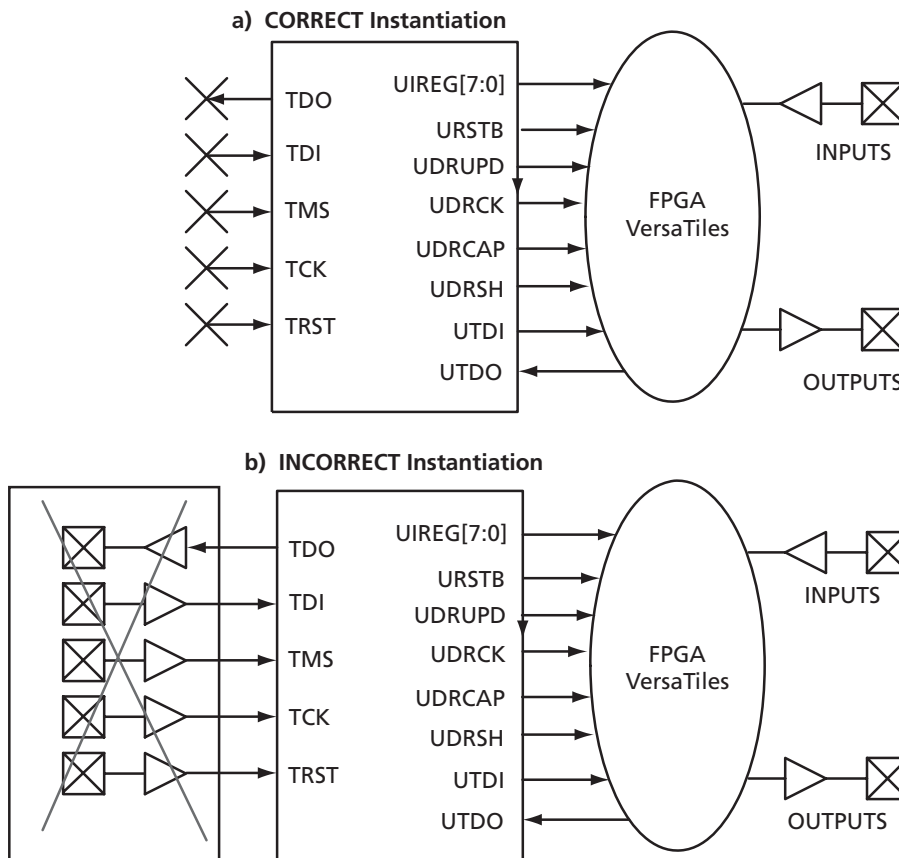 a) CORRECT Instantiation
TDO
TDI
TMS
TCK
TRST
UIREG[7:0]
URSTB
UDRUPD
UDRCK
UDRCAP
UDRSH
UTDI
UTDO
FPGA
VersaTiles
INPUTS
OUTPUTS
b) INCORRECT Instantiation
TDO
TDI
TMS
TCK
TRST
UIREG[7:0]
URSTB
UDRUPD
UDRCK
UDRCAP
UDRSH
UTDI
UTDO
FPGA
VersaTiles
INPUTS
OUTPUTS